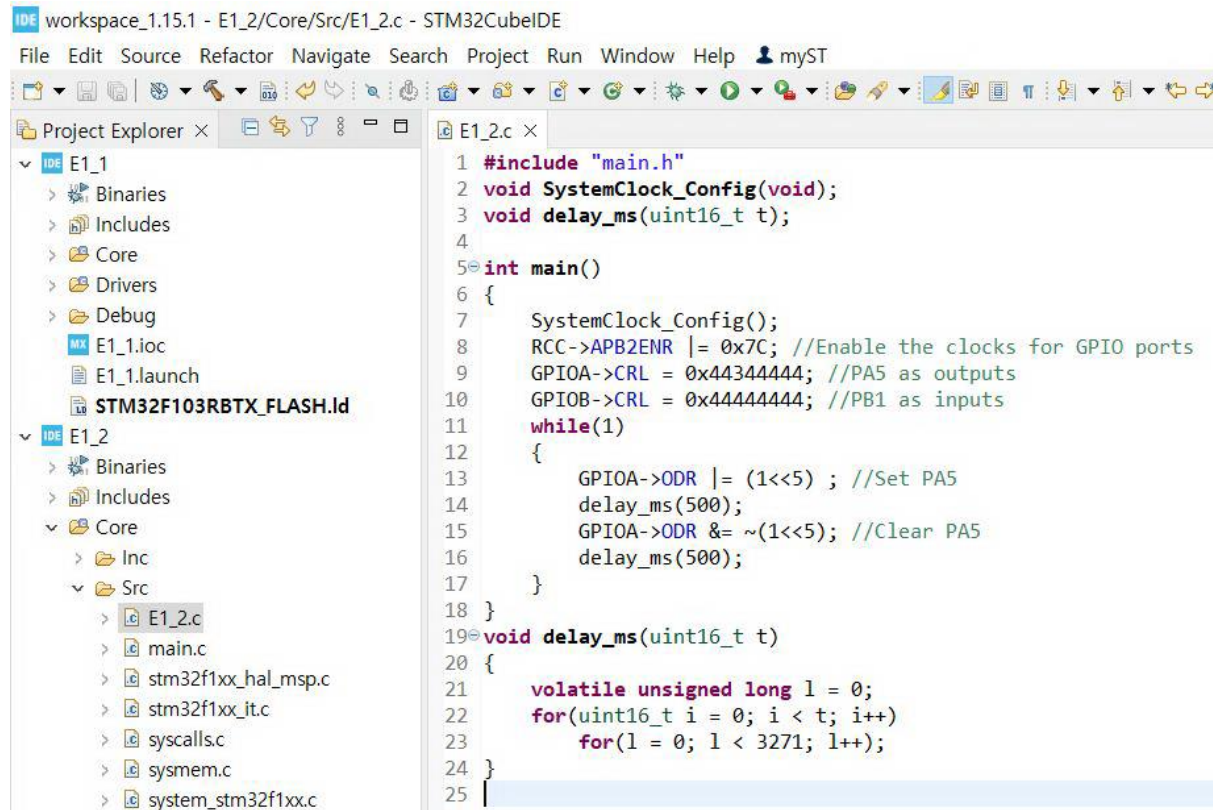 IDE workspace_1.15.1 - E1_2/Core/Src/E1_2.c - STM32CubeIDE
File Edit Source Refactor Navigate Search Project Run Window Help myST
Project Explorer
E1_1
Binaries
Includes
Core
Drivers
Debug
MX E1_1.ioc
E1_1.launch
STM32F103RBTX_FLASH.ld
IDE E1_2
Binaries
Includes
Core
Inc
Src
E1_2.c
main.c
stm32f1xx_hal_msp.c
stm32f1xx_it.c
syscalls.c
sysmem.c
system_stm32f1xx.c
E1_2.c
1 #include "main.h"
2 void SystemClock_Config(void);
3 void delay_ms(uint16_t t);
4
5 int main()
6 {
7 SystemClock_Config();
8 RCC->APB2ENR |= 0x7C; //Enable the clocks for GPIO ports
9 GPIOA->CRL = 0x44344444; //PA5 as outputs
10 GPIOB->CRL = 0x44444444; //PB1 as inputs
11 while(1)
12 {
13 GPIOA->ODR |= (1<<5) ; //Set PA5
14 delay_ms(500);
15 GPIOA->ODR &= ~(1<<5); //Clear PA5
16 delay_ms(500);
17 }
18 }
19 void delay_ms(uint16_t t)
20 {
21 volatile unsigned long l = 0;
22 for(uint16_t i = 0; i < t; i++)
23 for(l = 0; l < 3271; l++);
24 }
25